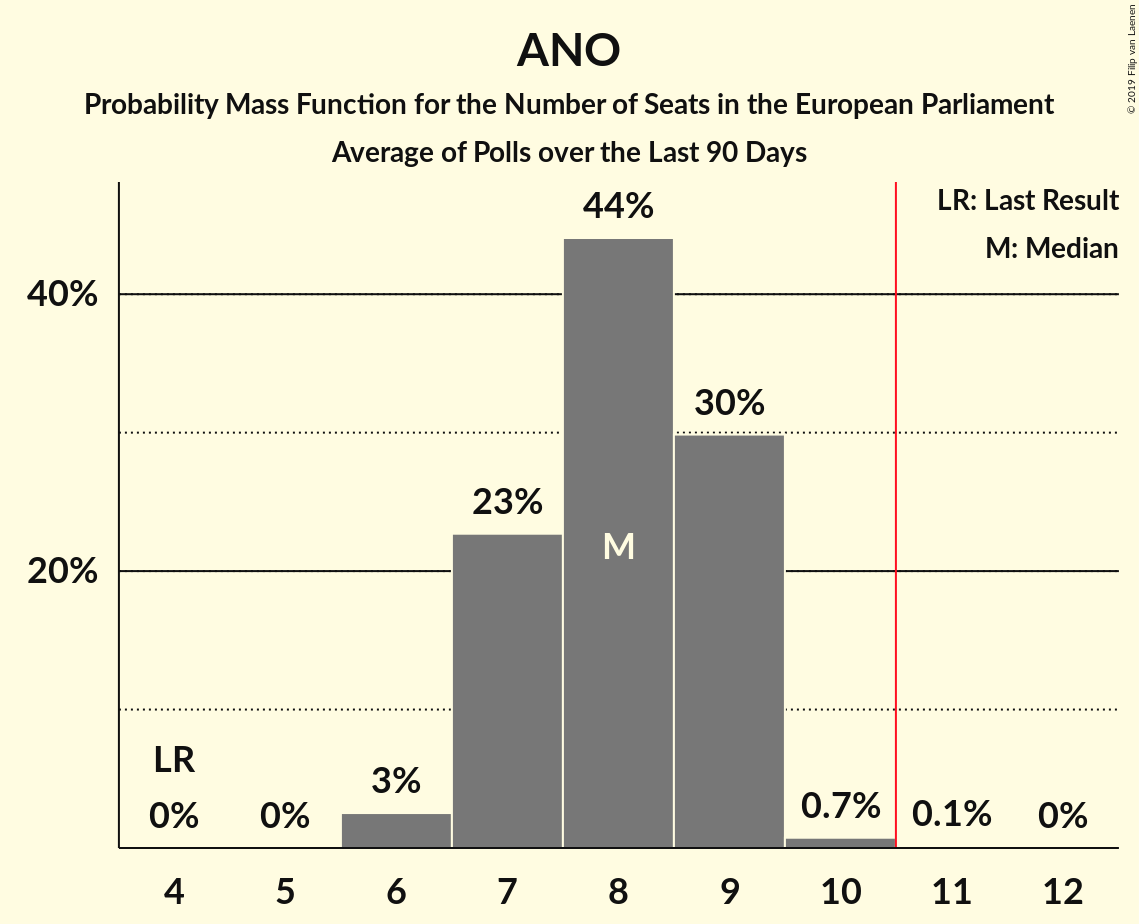 ANO
Probability Mass Function for the Number of Seats in the European Parliament
Average of Polls over the Last 90 Days
© 2019 Filip van Laenen
LR: Last Result
M: Median
44%
40%
30%
23%
M
20%
LR
3%
0%
0%
0.7%
0.1%
0%
4 5 6 7 8 9 10 11 12